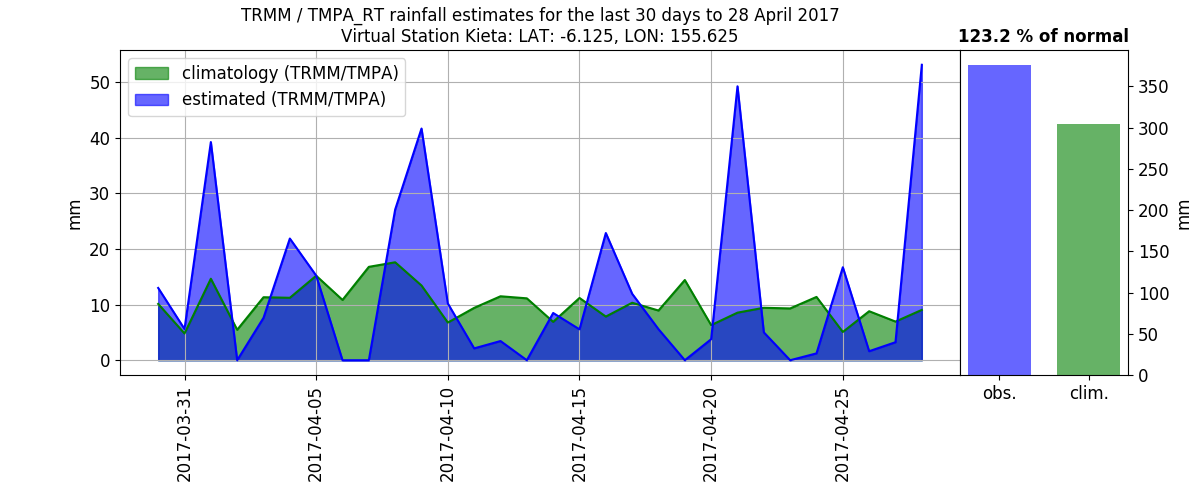 TRMM / TMPA_RT rainfall estimates for the last 30 days to 28 April 2017
Virtual Station Kieta: LAT: -6.125, LON: 155.625
123.2 % of normal
climatology (TRMM/TMPA)
estimated (TRMM/TMPA)
mm
50
40
30
20
10
0
2017-03-31
2017-04-05
2017-04-10
2017-04-15
2017-04-20
2017-04-25
350
300
250
200
150
100
50
0
mm
obs.
clim.